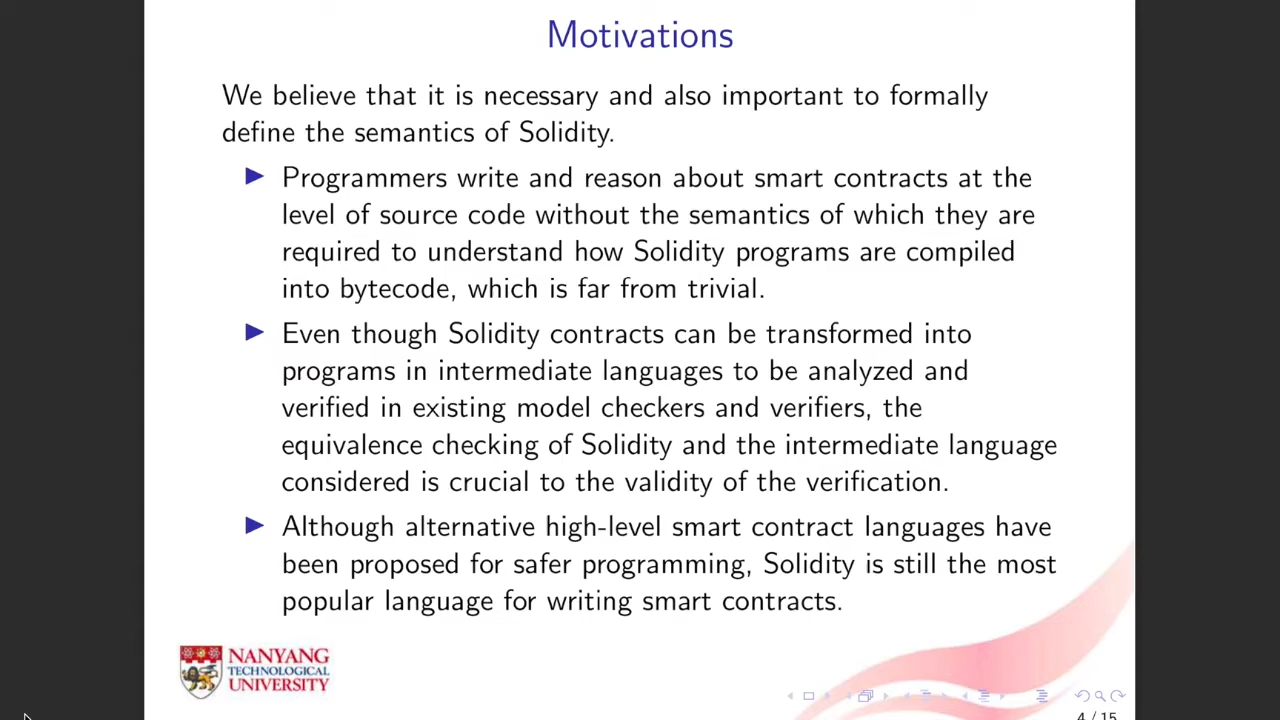 Motivations
We believe that it is necessary and also important to formally
define the semantics of Solidity.
Programmers write and reason about smart contracts at the
level of source code without the semantics of which they are
required to understand how Solidity programs are compiled
into bytecode, which is far from trivial.
Even though Solidity contracts can be transformed into
programs in intermediate languages to be analyzed and
verified in existing model checkers and verifiers, the
equivalence checking of Solidity and the intermediate language
considered is crucial to the validity of the verification.
Although alternative high-level smart contract languages have
been proposed for safer programming, Solidity is still the most
popular language for writing smart contracts.
NANYANG
TECHNOLOGICAL
UNIVERSITY
4 / 15